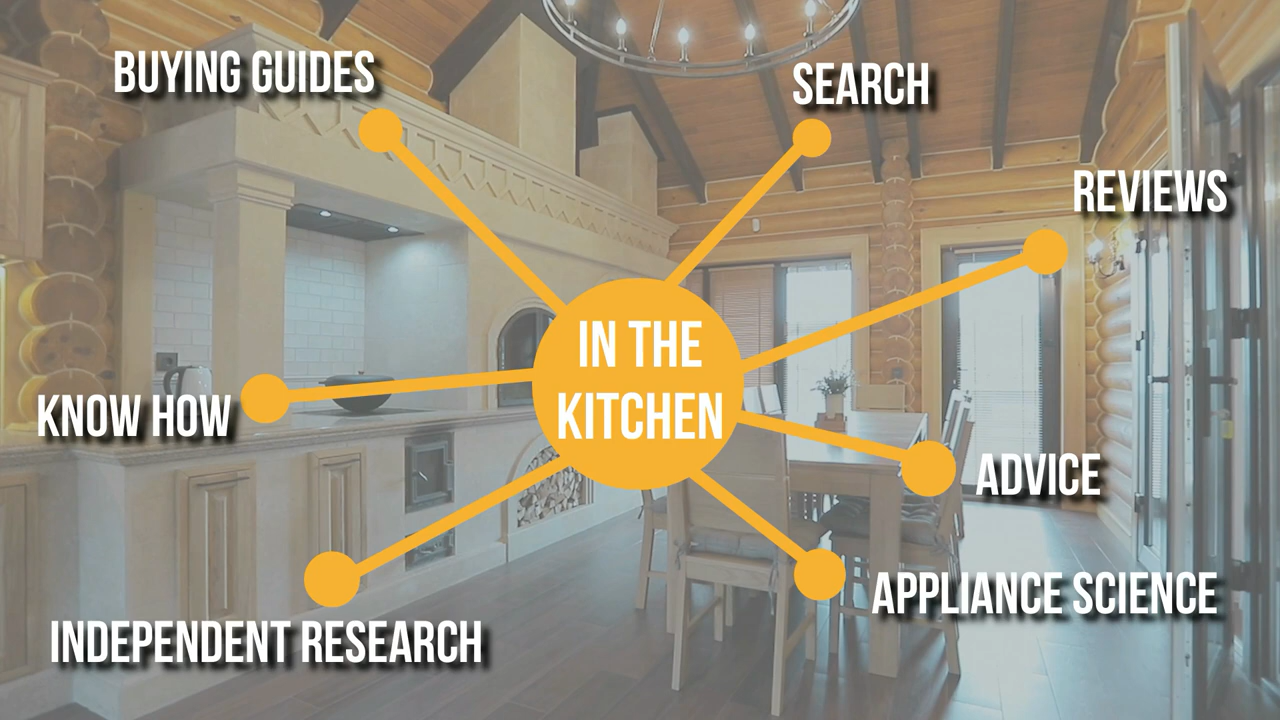 BUYING GUIDES
SEARCH
REVIEWS
IN THE
KITCHEN
KNOW HOW
ADVICE
APPLIANCE SCIENCE
INDEPENDENT RESEARCH